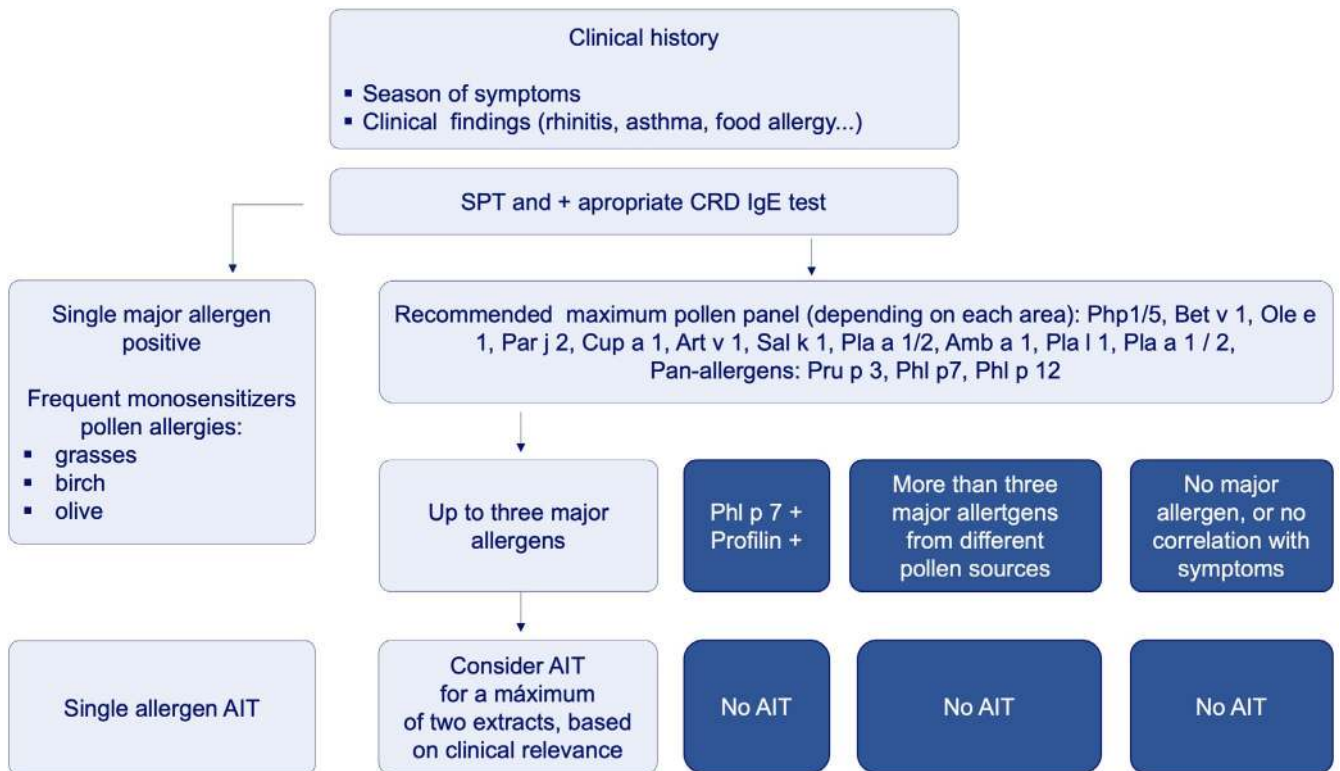 Clinical history
▪ Season of symptoms
▪ Clinical findings (rhinitis, asthma, food allergy...)
SPT and + apropriate CRD IgE test
Single major allergen
positive
Frequent monosensitizers
pollen allergies:
▪ grasses
▪ birch
▪ olive
Recommended maximum pollen panel (depending on each area): Php1/5, Bet v 1, Ole e
1, Par j 2, Cup a 1, Art v 1, Sal k 1, Pla a 1/2, Amb a 1, Pla l 1, Pla a 1 / 2,
Pan-allergens: Pru p 3, Phl p7, Phl p 12
Up to three major
allergens
Phl p 7 +
Profilin +
More than three
major allertgens
from different
pollen sources
No major
allergen, or no
correlation with
symptoms
Single allergen AIT
Consider AIT
for a máximum
of two extracts, based
on clinical relevance
No AIT
No AIT
No AIT